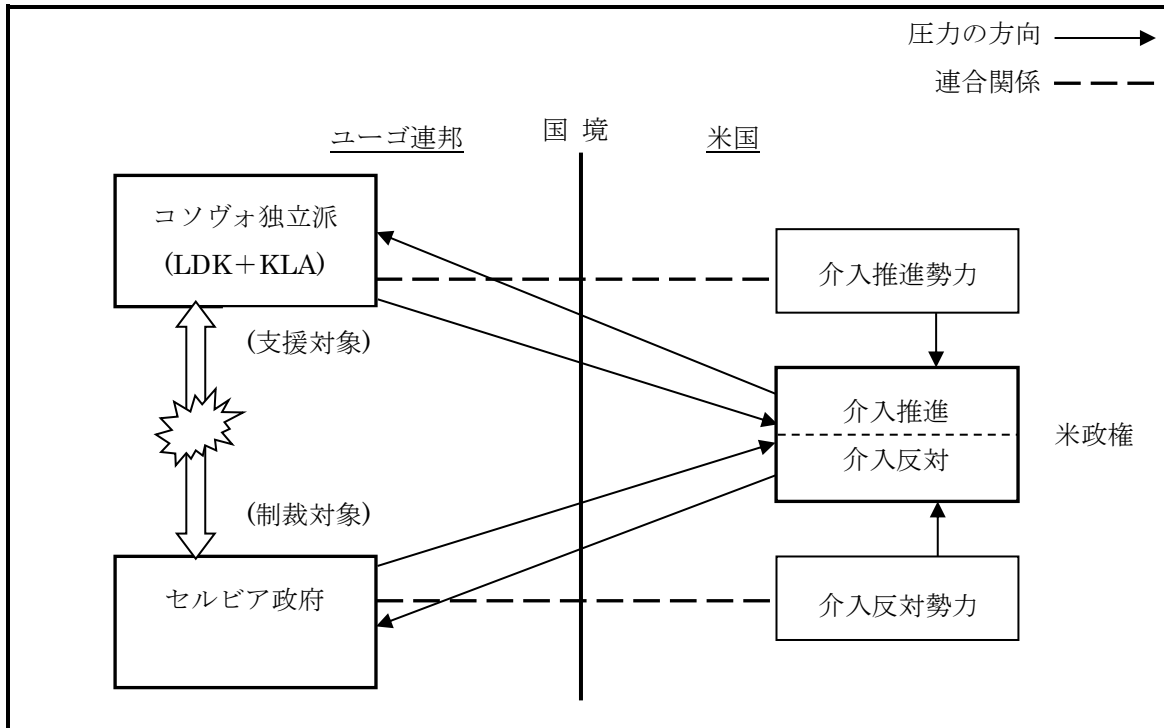 圧力の方向
連合関係
ユーゴ連邦
国 境
米国
コソヴォ独立派
(LDK＋KLA)
介入推進勢力
(支援対象)
介入推進
介入反対
米政権
(制裁対象)
セルビア政府
介入反対勢力